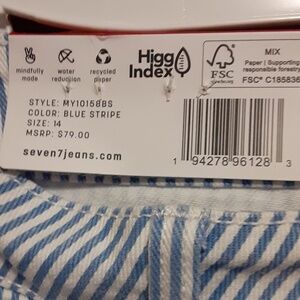 mindfully made
water reduction
recycled paper
Higg Index
FSC
MIX
Paper | Supporting
responsible forestry
FSC® C185836
STYLE: MY10158BS
COLOR: BLUE STRIPE
SIZE: 14
MSRP: $79.00
seven7jeans.com
1 94278 96128 3